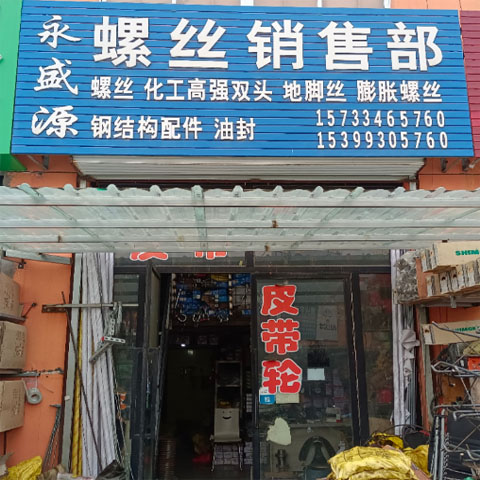 永盛源
螺丝销售部
螺丝 化工高强双头 地脚丝 膨胀螺丝
钢结构配件 油封
15733465760
15399305760
皮带轮
SHIM